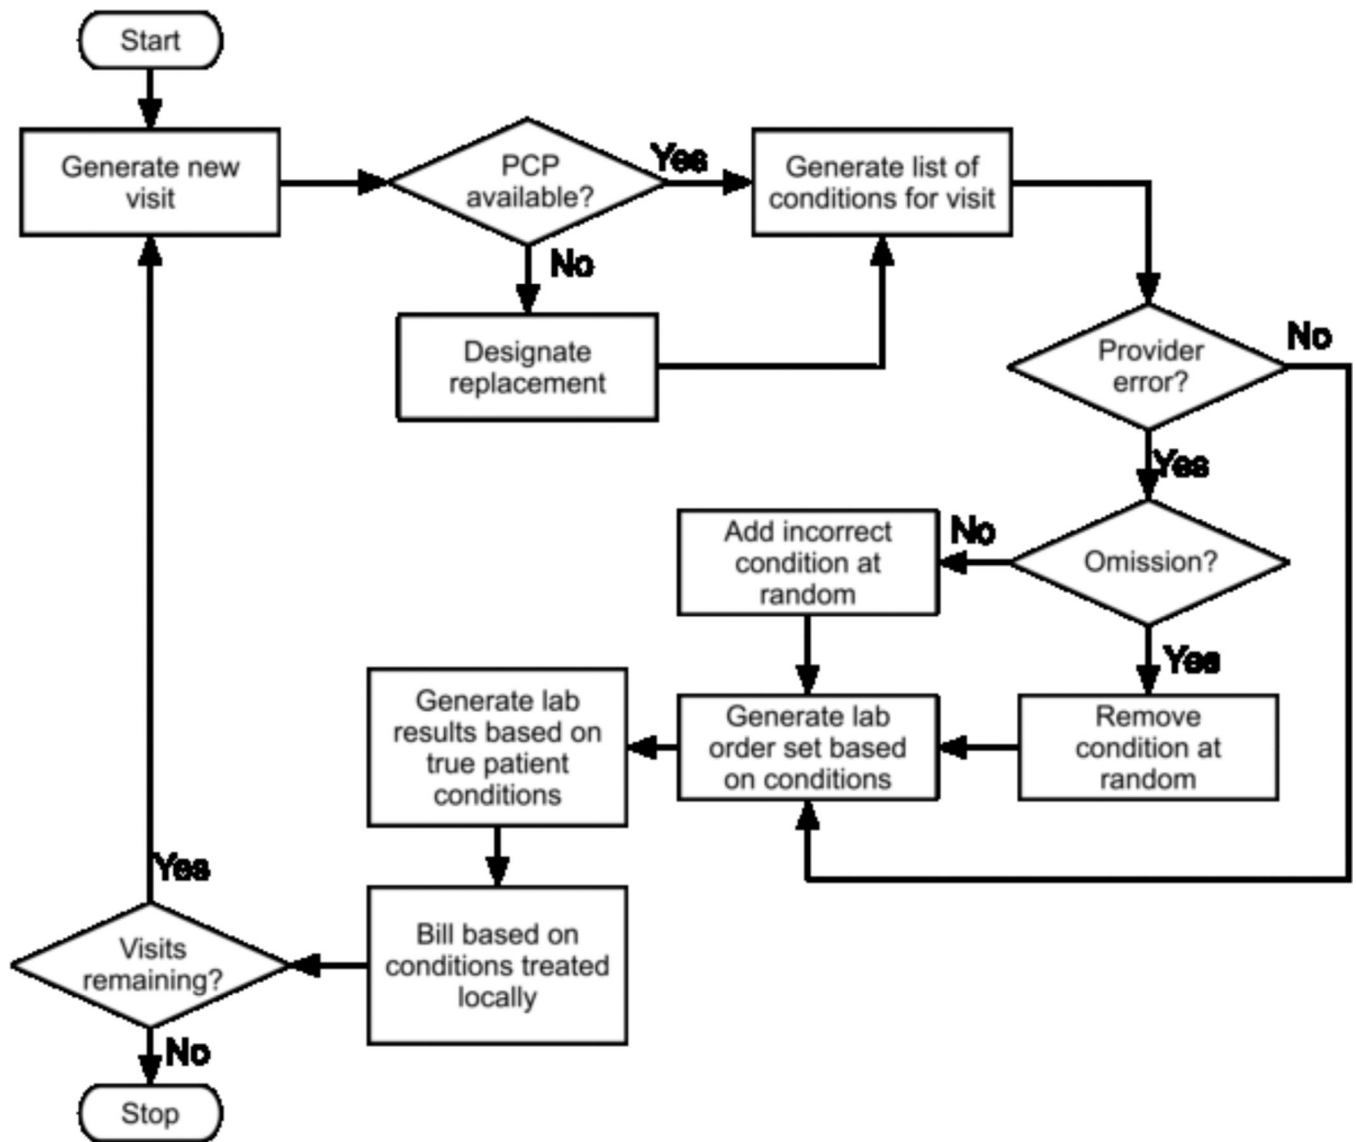 Start
Generate new
visit
PCP
available?
Yes
No
Generate list of
conditions for visit
Designate
replacement
Provider
error?
No
Yes
Omission?
No
Add incorrect
condition at
random
Yes
Remove
condition at
random
Generate lab
order set based
on conditions
Generate lab
results based on
true patient
conditions
Bill based on
conditions treated
locally
Visits
remaining?
Yes
No
Stop